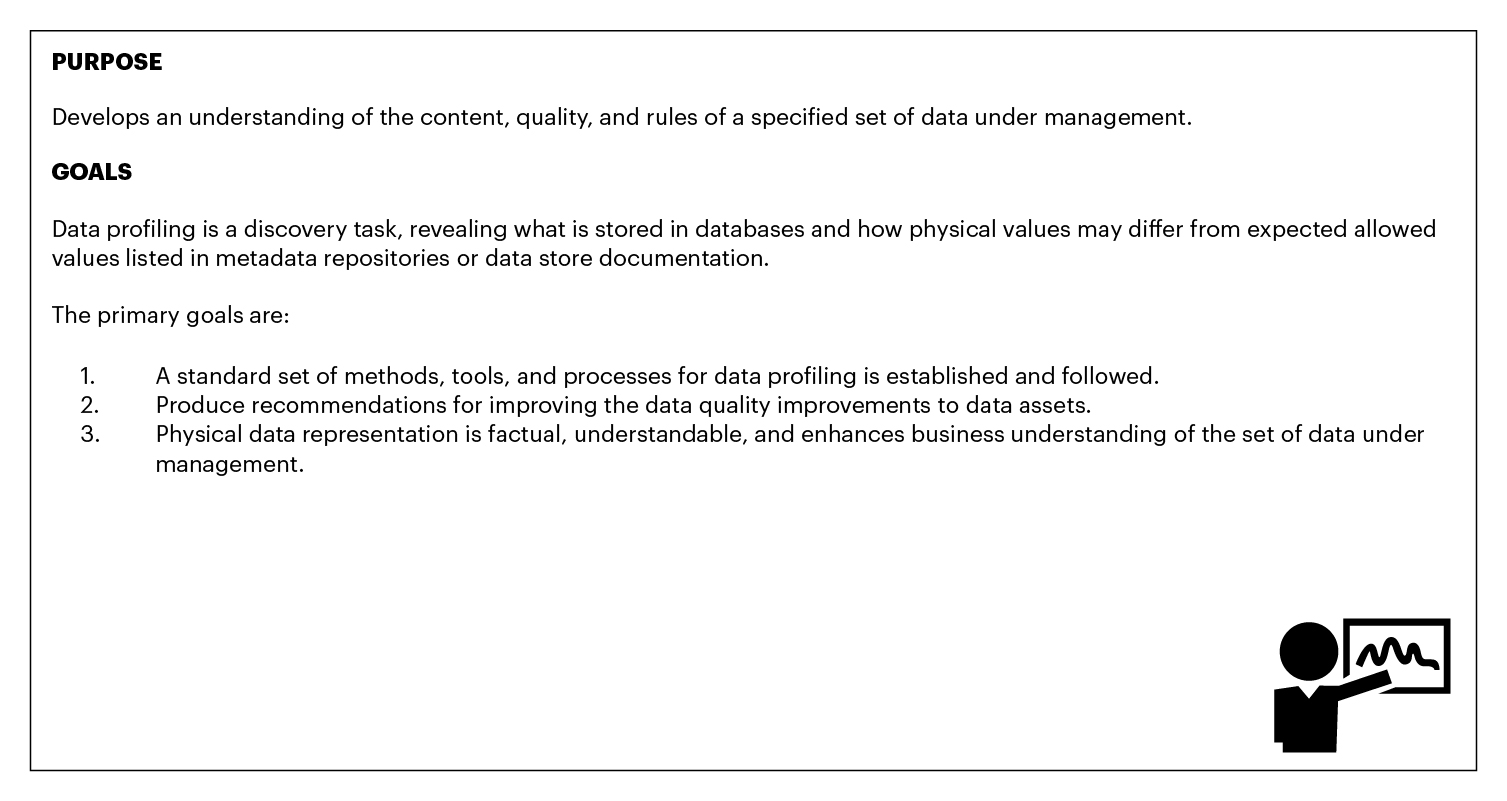 PURPOSE
Develops an understanding of the content, quality, and rules of a specified set of data under management.
GOALS
Data profiling is a discovery task, revealing what is stored in databases and how physical values may differ from expected allowed
values listed in metadata repositories or data store documentation.
The primary goals are:
1. A standard set of methods, tools, and processes for data profiling is established and followed.
2. Produce recommendations for improving the data quality improvements to data assets.
3. Physical data representation is factual, understandable, and enhances business understanding of the set of data under
management.